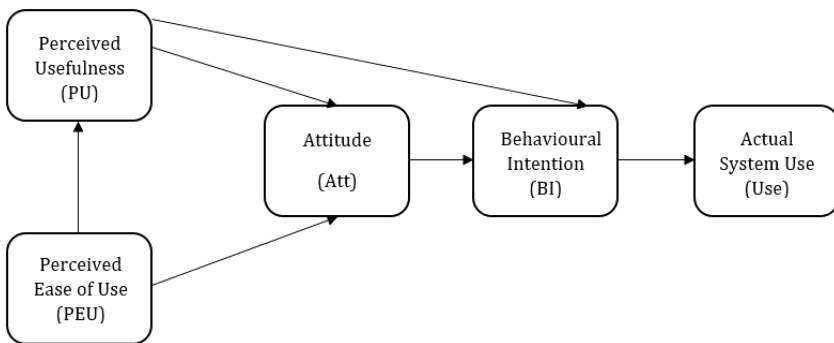 Perceived
Usefulness
(PU)
Attitude
(Att)
Behavioural
Intention
(BI)
Actual
System Use
(Use)
Perceived
Ease of Use
(PEU)